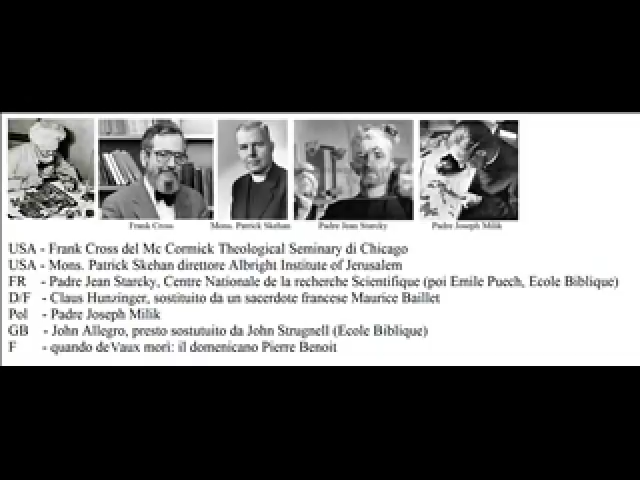 Frank Cross
Mons. Patrick Skehan
Padre Jean Starcky
Padre Joseph Milik
USA - Frank Cross del Mc Cormick Theological Seminary di Chicago
USA - Mons. Patrick Skehan direttore Albright Institute of Jerusalem
FR - Padre Jean Starcky, Centre Nationale de la recherche Scientifique (poi Emile Puech, Ecole Biblique)
D/F - Claus Hunzinger, sostituito da un sacerdote francese Maurice Baillet
Pol - Padre Joseph Milik
GB - John Allegro, presto sostutuito da John Strugnell (Ecole Biblique)
F - quando deVaux morì: il domenicano Pierre Benoit